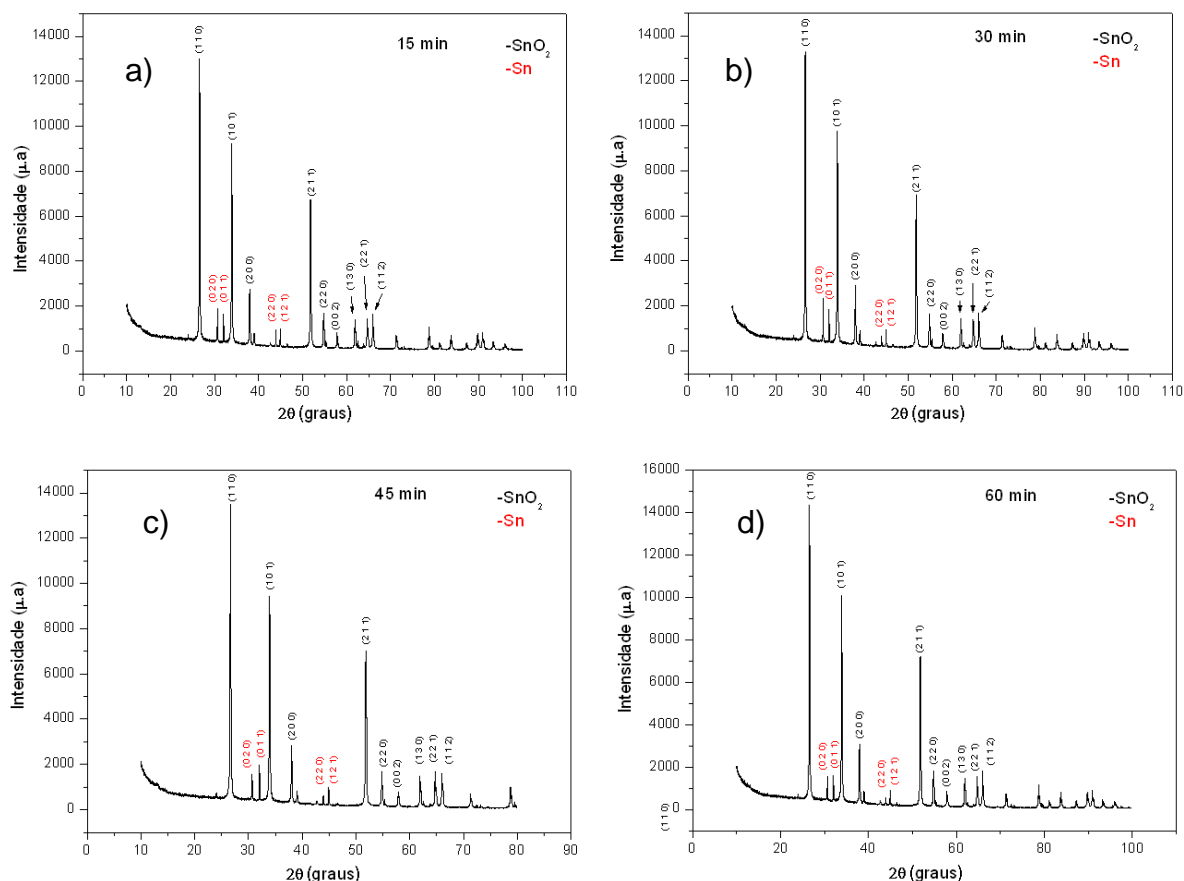 a)
15 min
-SnO2
-Sn
Intensidade (μ.a)
14000
12000
10000
8000
6000
4000
2000
0
(1 1 0)
(0 2 0)
(0 1 1)
(1 0 1)
(2 0 0)
(2 2 0)
(1 2 1)
(2 1 1)
(2 2 0)
(0 0 2)
(1 3 0)
(2 2 1)
(1 1 2)
0 10 20 30 40 50 60 70 80 90 100 110
2θ (graus)
b)
30 min
-SnO2
-Sn
Intensidade (μ.a)
14000
12000
10000
8000
6000
4000
2000
0
(1 1 0)
(0 2 0)
(0 1 1)
(1 0 1)
(2 0 0)
(2 2 0)
(1 2 1)
(2 1 1)
(2 2 0)
(0 0 2)
(1 3 0)
(2 2 1)
(1 1 2)
0 10 20 30 40 50 60 70 80 90 100 110
2θ (graus)
c)
45 min
-SnO2
-Sn
Intensidade (μ.a)
14000
12000
10000
8000
6000
4000
2000
0
(1 1 0)
(0 2 0)
(0 1 1)
(1 0 1)
(2 0 0)
(2 2 0)
(1 2 1)
(2 1 1)
(2 2 0)
(0 0 2)
(1 3 0)
(2 2 1)
(1 1 2)
0 10 20 30 40 50 60 70 80 90
2θ (graus)
d)
60 min
-SnO2
-Sn
Intensidade (μ.a)
16000
14000
12000
10000
8000
6000
4000
2000
0
(1 1 0)
(1 1 0)
(0 2 0)
(0 1 1)
(1 0 1)
(2 0 0)
(2 2 0)
(1 2 1)
(2 1 1)
(2 2 0)
(0 0 2)
(1 3 0)
(2 2 1)
(1 1 2)
0 20 40 60 80 100
2θ (graus)